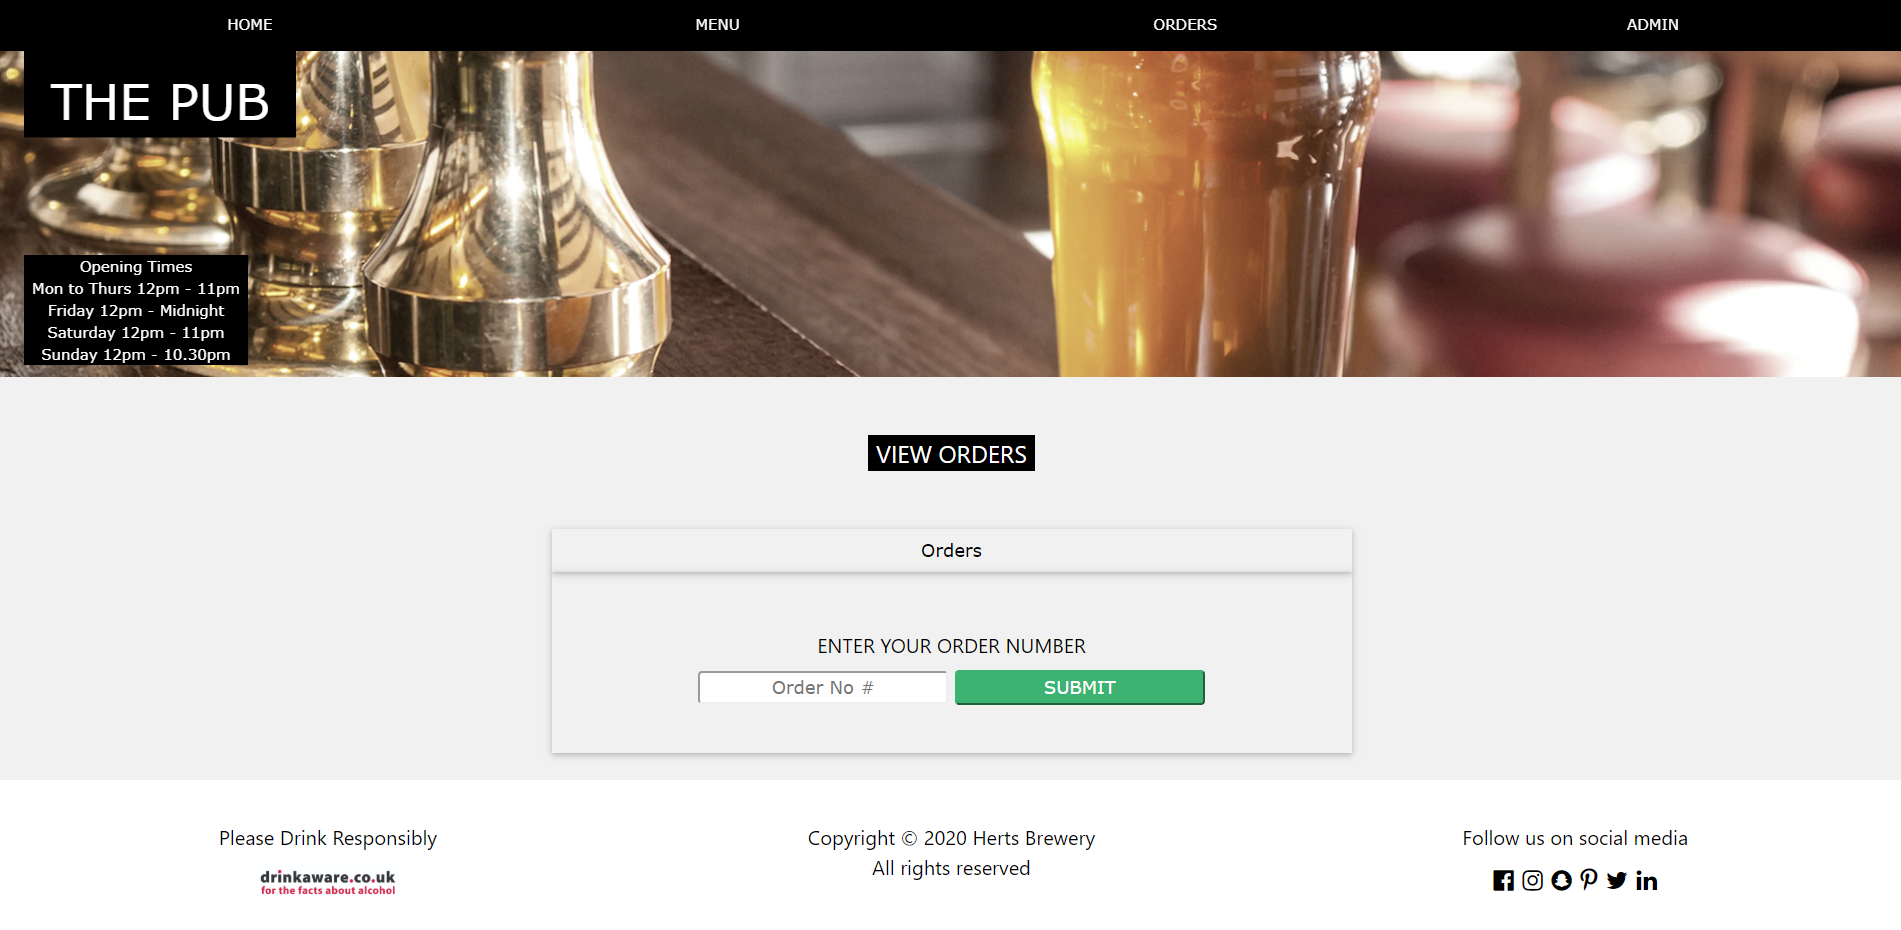 HOME
MENU
ORDERS
ADMIN
THE PUB
Opening Times
Mon to Thurs 12pm - 11pm
Friday 12pm - Midnight
Saturday 12pm - 11pm
Sunday 12pm - 10.30pm
VIEW ORDERS
Orders
ENTER YOUR ORDER NUMBER
Order No #
SUBMIT
Please Drink Responsibly
drinkaware.co.uk
for the facts about alcohol
Copyright © 2020 Herts Brewery
All rights reserved
Follow us on social media